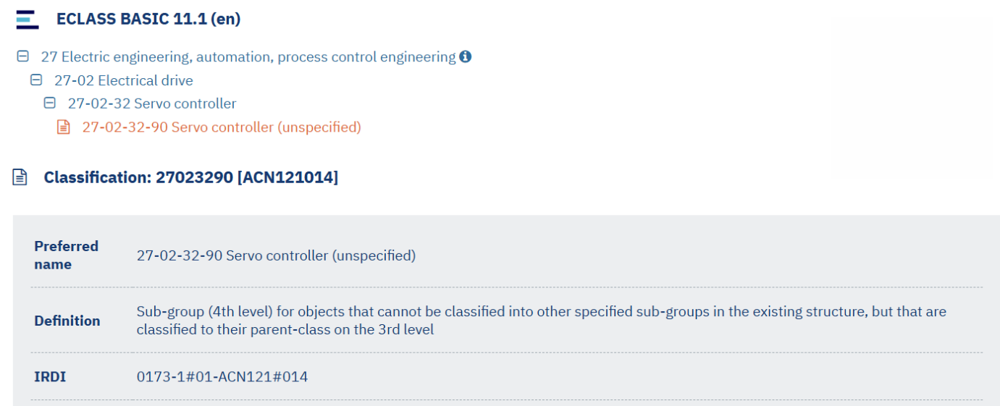 ECLASS BASIC 11.1 (en)
27 Electric engineering, automation, process control engineering
27-02 Electrical drive
27-02-32 Servo controller
27-02-32-90 Servo controller (unspecified)
Classification: 27023290 [ACN121014]
Preferred name
27-02-32-90 Servo controller (unspecified)
Definition
Sub-group (4th level) for objects that cannot be classified into other specified sub-groups in the existing structure, but that are
classified to their parent-class on the 3rd level
IRDI
0173-1#01-ACN121#014